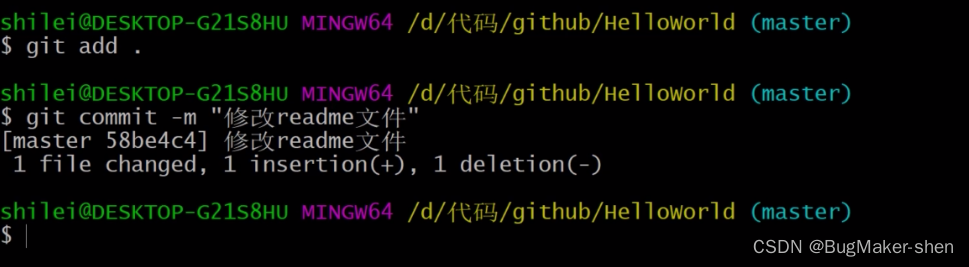 shilei@DESKTOP-G21S8HU MINGW64 /d/代码/github/HelloWorld (master)
$ git add .
shilei@DESKTOP-G21S8HU MINGW64 /d/代码/github/HelloWorld (master)
$ git commit -m "修改readme文件"
[master 58be4c4] 修改readme文件
 1 file changed, 1 insertion(+), 1 deletion(-)
shilei@DESKTOP-G21S8HU MINGW64 /d/代码/github/HelloWorld (master)
$
CSDN @BugMaker-shen